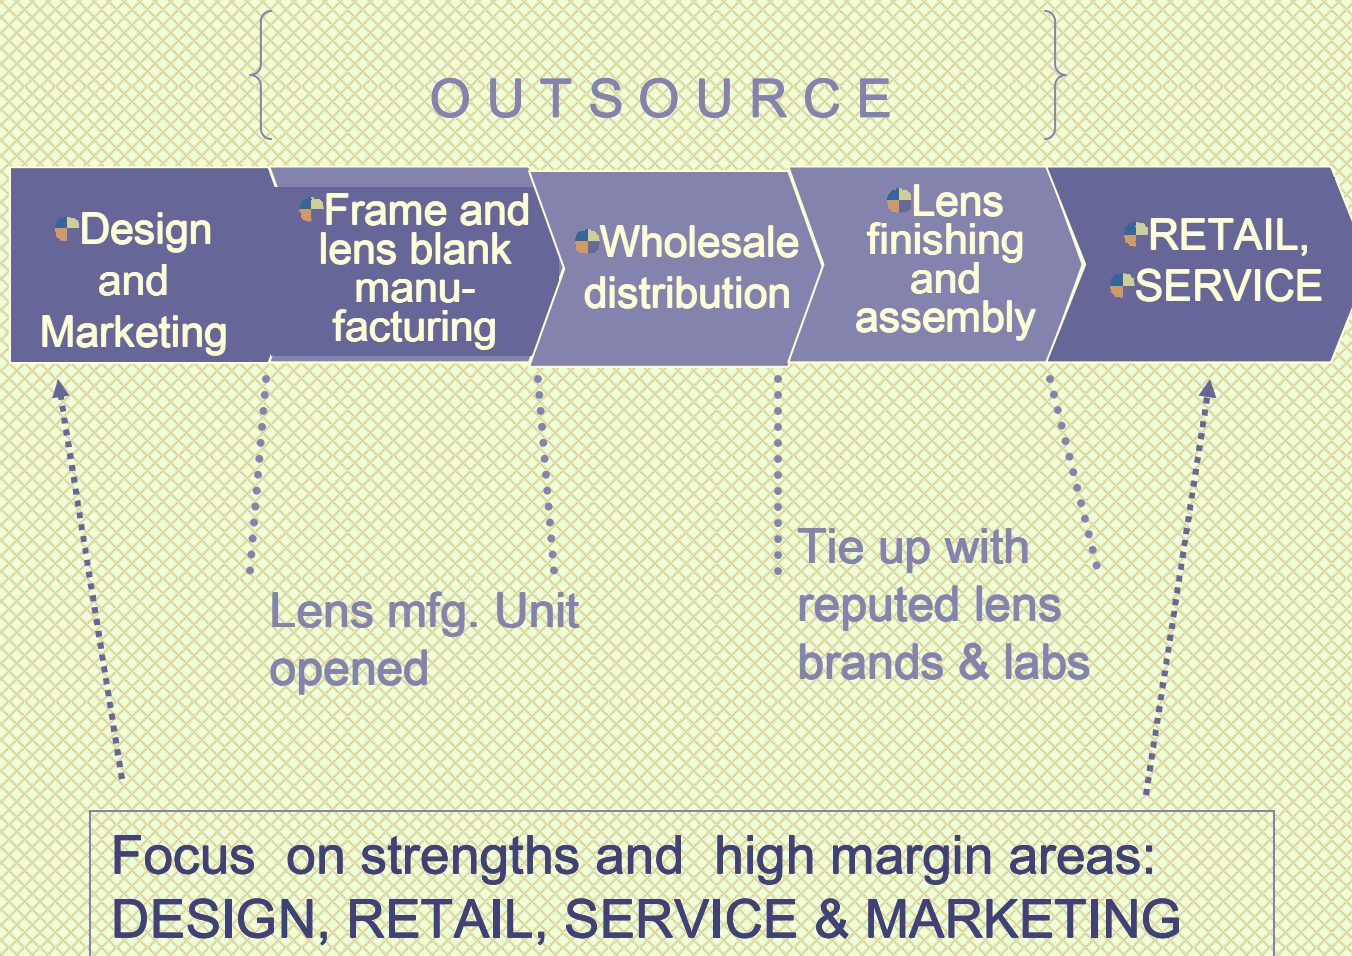 OUTSOURCE
Design
and
Marketing
Frame and
lens blank
manu-
facturing
Wholesale
distribution
Lens
finishing
and
assembly
RETAIL,
SERVICE
Lens mfg. Unit
opened
Tie up with
reputed lens
brands & labs
Focus on strengths and high margin areas:
DESIGN, RETAIL, SERVICE & MARKETING